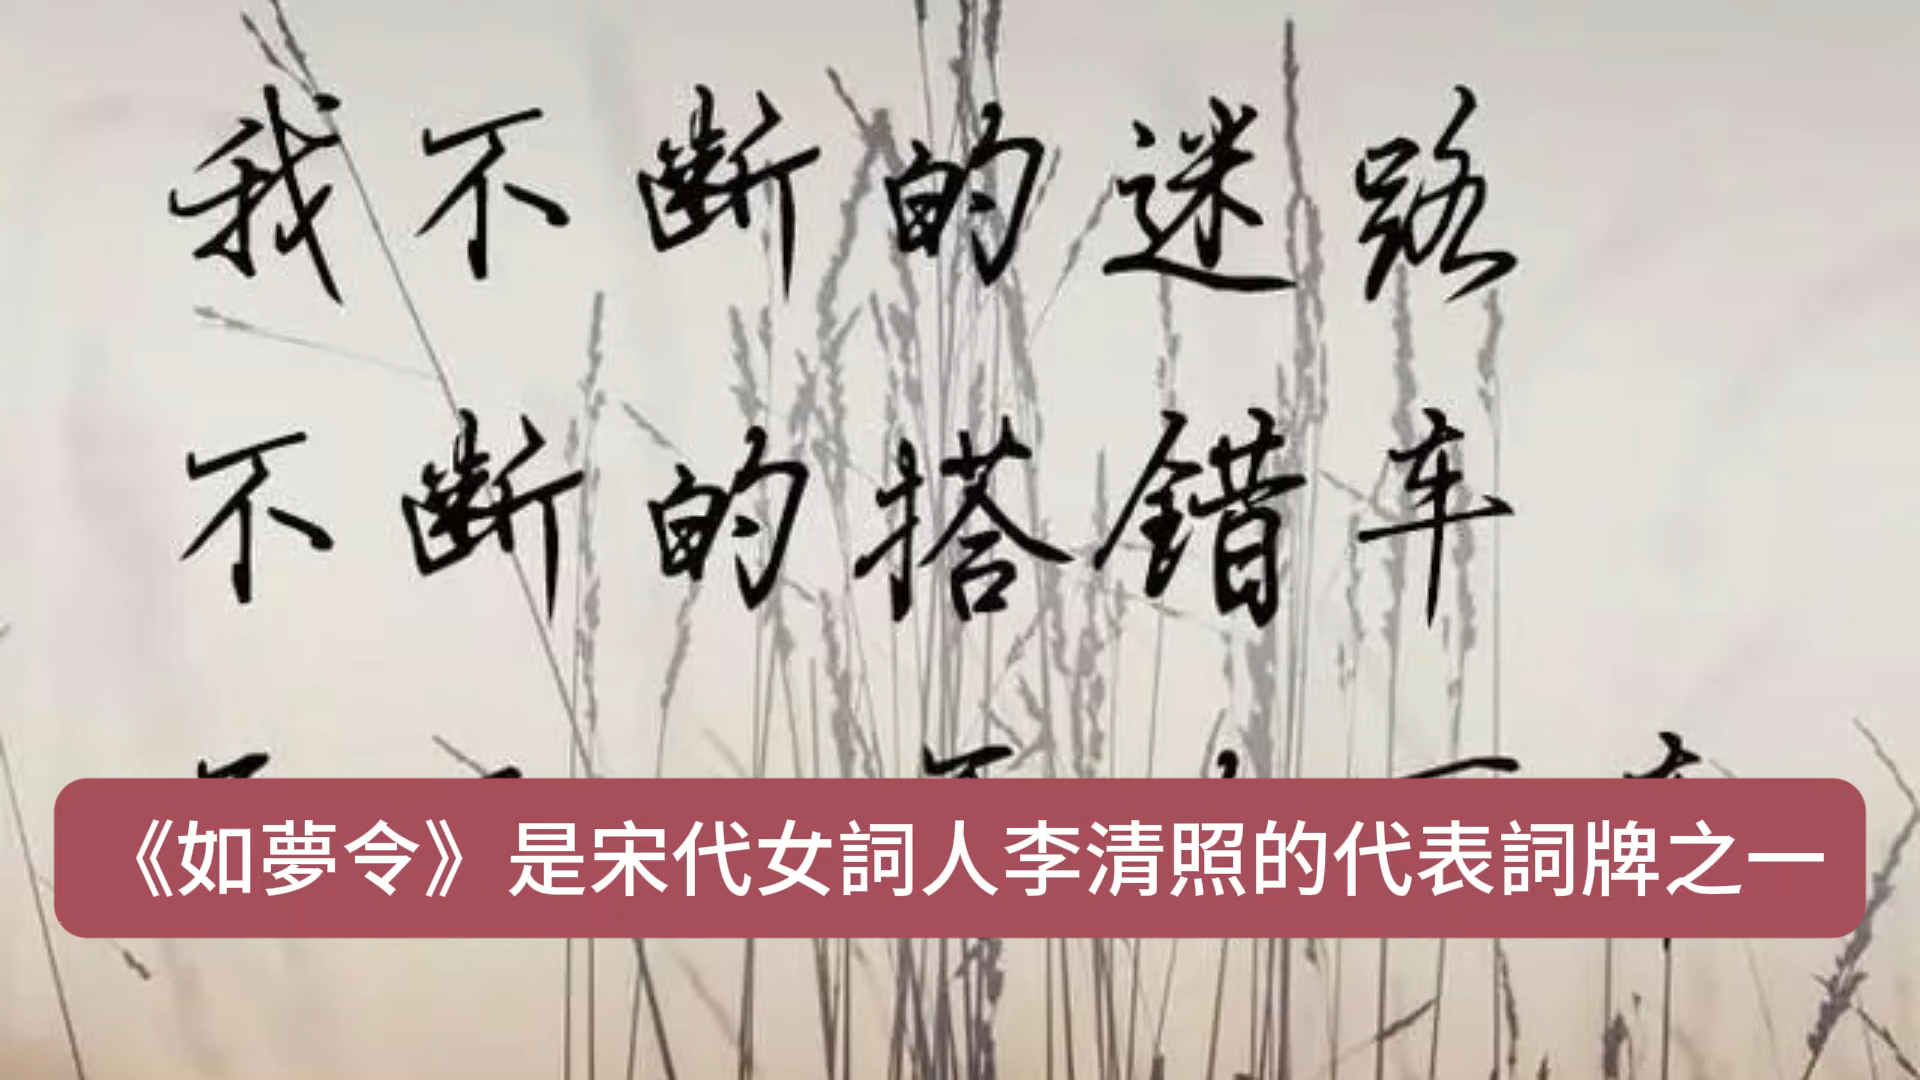 我不斷的迷路
不斷的搭錯车
《如夢令》是宋代女詞人李清照的代表詞牌之一